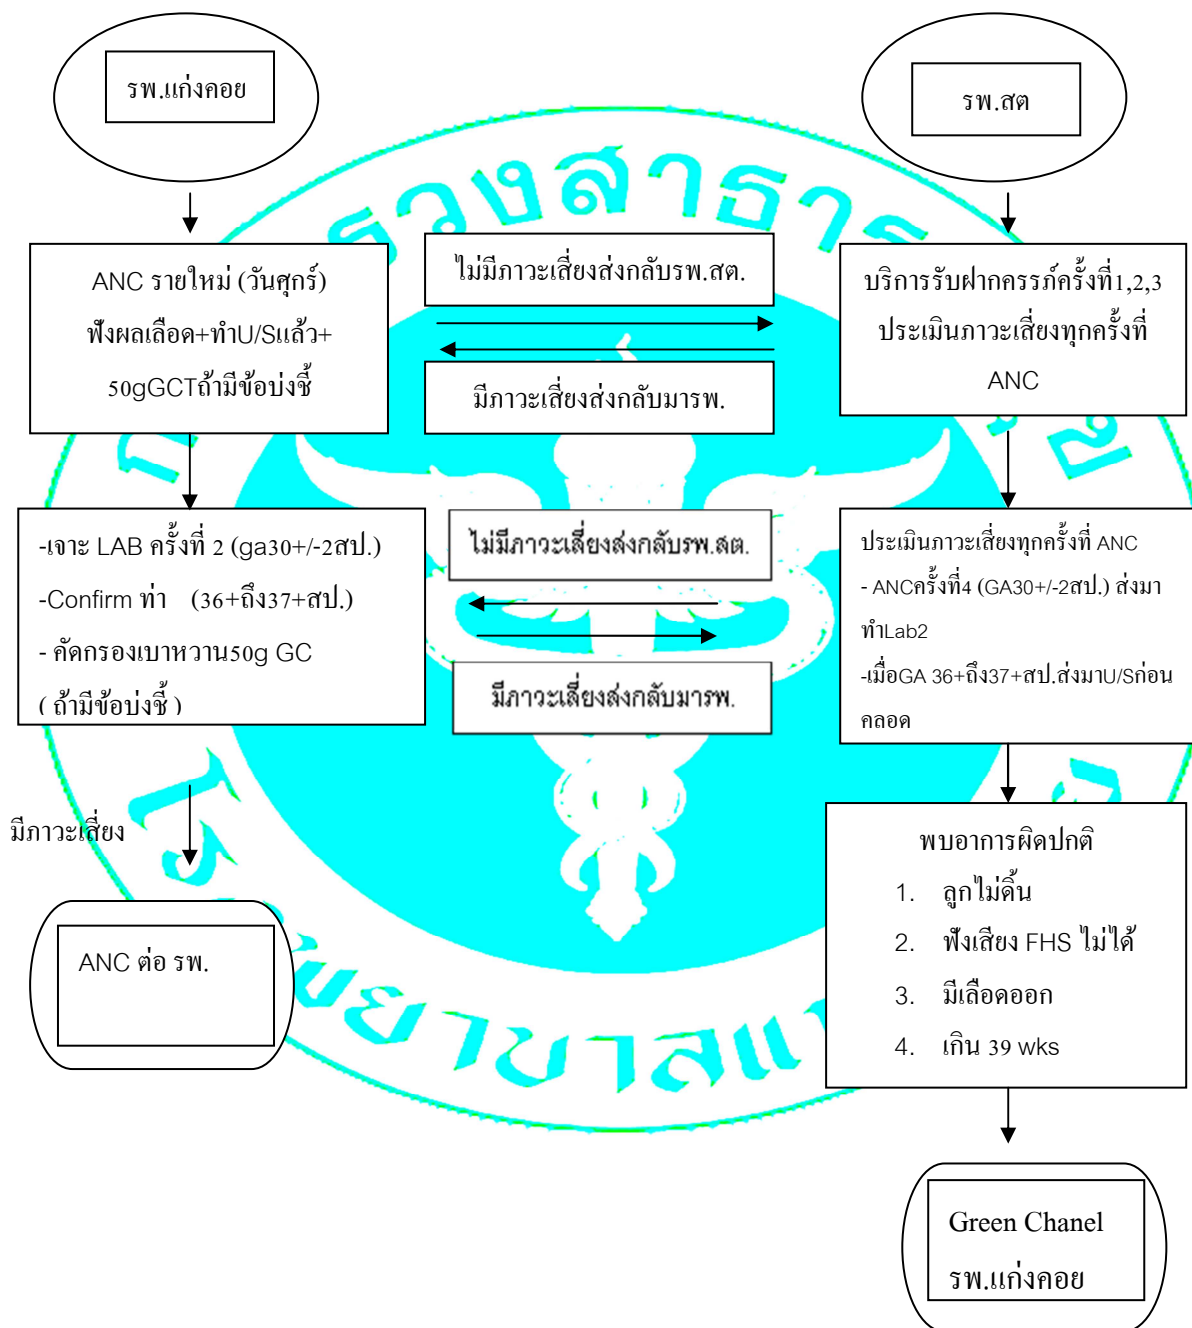 รพ.แก่งคอย
รพ.สต
ANC รายใหม่ (วันศุกร์)
ฟังผลเลือด+ทำU/Sแล้ว+
50gGCTถ้ามีข้อบ่งชี้
ไม่มีภาวะเสี่ยงส่งกลับรพ.สต.
มีภาวะเสี่ยงส่งกลับมารพ.
บริการรับฝากครรภ์ครั้งที่1,2,3
ประเมินภาวะเสี่ยงทุกครั้งที่
ANC
-เจาะ LAB ครั้งที่ 2 (ga30+/-2สป.)
-Confirm ท่า (36+ถึง37+สป.)
- คัดกรองเบาหวาน50g GC
( ถ้ามีข้อบ่งชี้ )
ไม่มีภาวะเสี่ยงส่งกลับรพ.สต.
มีภาวะเสี่ยงส่งกลับมารพ.
ประเมินภาวะเสี่ยงทุกครั้งที่ ANC
- ANCครั้งที่4 (GA30+/-2สป.) ส่งมา
ทำLab2
-เมื่อGA 36+ถึง37+สป.ส่งมาU/Sก่อน
คลอด
มีภาวะเสี่ยง
ANC ต่อ รพ.
พบอาการผิดปกติ
1. ลูกไม่ดิ้น
2. ฟังเสียง FHS ไม่ได้
3. มีเลือดออก
4. เกิน 39 wks
Green Chanel
รพ.แก่งคอย